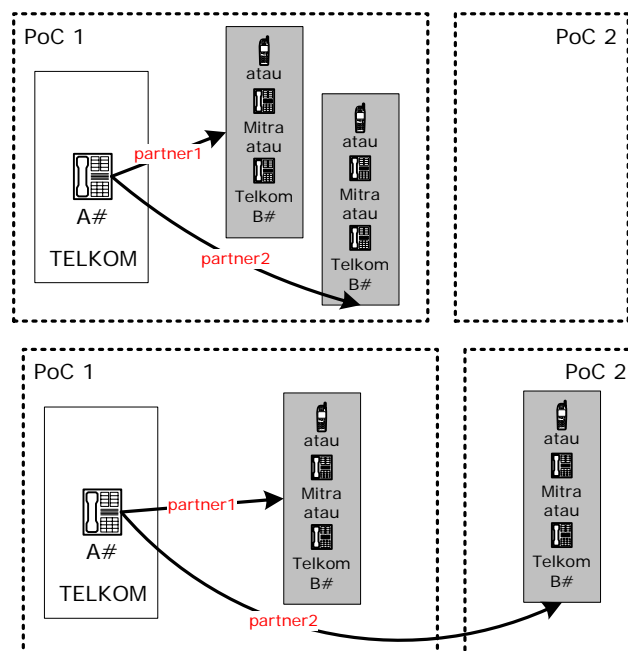 PoC 1
PoC 2
atau
Mitra
atau
Telkom
B#
atau
Mitra
atau
Telkom
B#
partner1
A#
TELKOM
partner2
PoC 1
PoC 2
atau
Mitra
atau
Telkom
B#
atau
Mitra
atau
Telkom
B#
partner1
A#
TELKOM
partner2